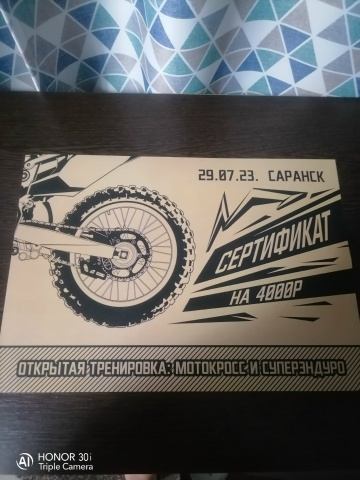 29.07.23. САРАНСК
СЕРТИФИКАТ
НА 4000Р
ОТКРЫТАЯ ТРЕНИРОВКА: МОТОКРОСС И СУПЕРЭНДУРО
HONOR 30i
Triple Camera